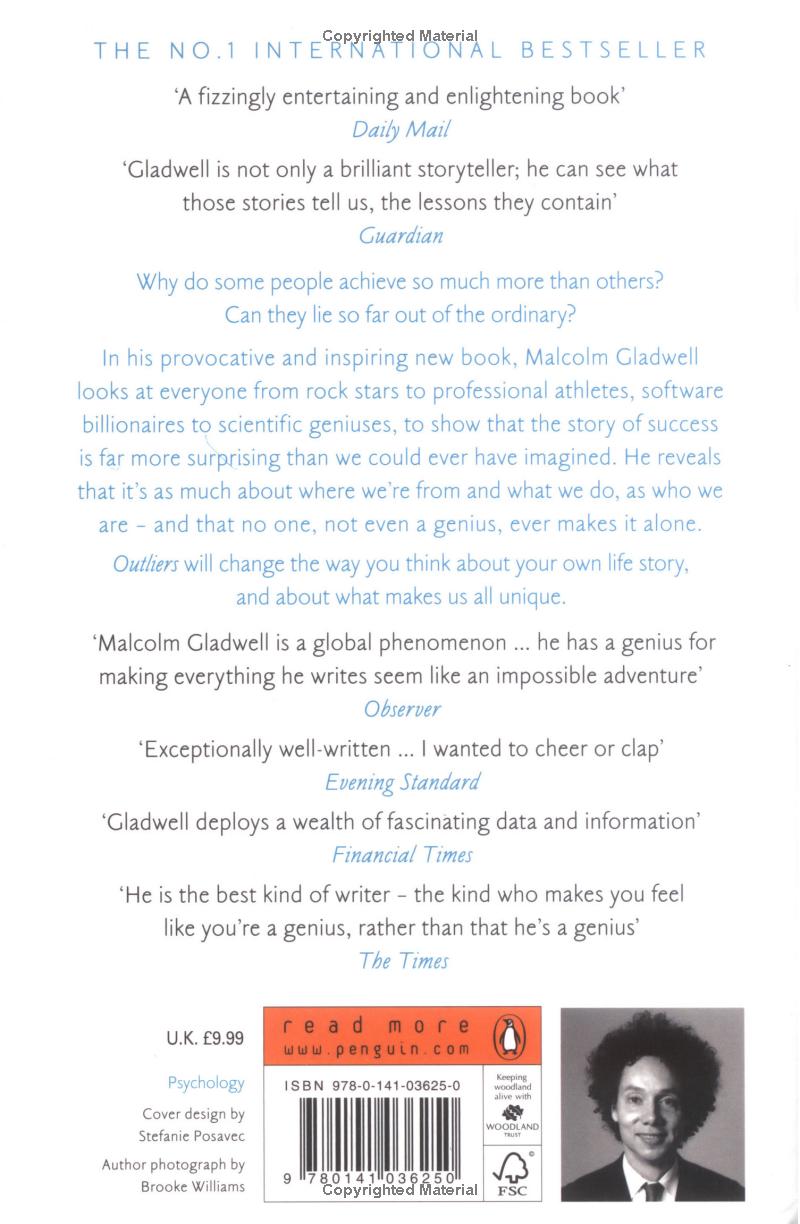 Copyrighted Material
THE NO.1 INTERNATIONAL BESTSELLER
‘A fizzingly entertaining and enlightening book’
Daily Mail
‘Gladwell is not only a brilliant storyteller; he can see what
those stories tell us, the lessons they contain’
Guardian
Why do some people achieve so much more than others?
Can they lie so far out of the ordinary?
In his provocative and inspiring new book, Malcolm Gladwell
looks at everyone from rock stars to professional athletes, software
billionaires to scientific geniuses, to show that the story of success
is far more surprising than we could ever have imagined. He reveals
that it’s as much about where we’re from and what we do, as who we
are – and that no one, not even a genius, ever makes it alone.
Outliers will change the way you think about your own life story,
and about what makes us all unique.
‘Malcolm Gladwell is a global phenomenon ... he has a genius for
making everything he writes seem like an impossible adventure’
Observer
‘Exceptionally well-written ... I wanted to cheer or clap’
Evening Standard
‘Gladwell deploys a wealth of fascinating data and information’
Financial Times
‘He is the best kind of writer – the kind who makes you feel
like you’re a genius, rather than that he’s a genius’
The Times
U.K. £9.99
Psychology
Cover design by
Stefanie Posavec
Author photograph by
Brooke Williams
read more
www.penguin.com
ISBN 978-0-141-03625-0
9 780141 036250
Keeping
woodland
alive with
WOODLAND
TRUST
©
FSC
Copyrighted Material